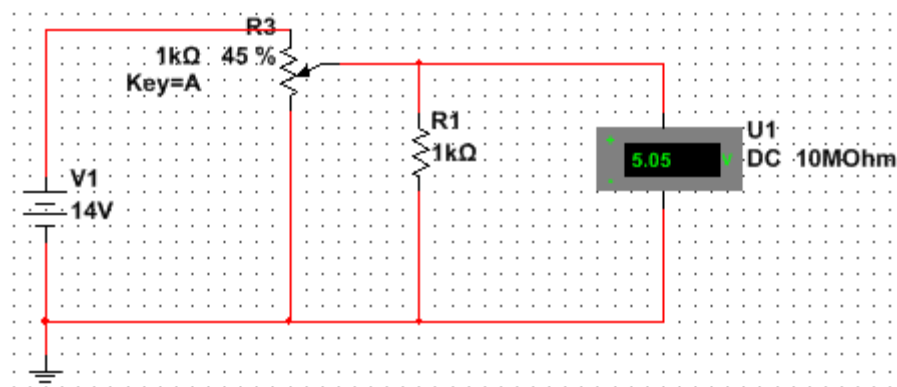 R3
1kΩ 45 %
Key=A
R1
1kΩ
U1
+
5.05 V
DC 10MOhm
-
V1
14V